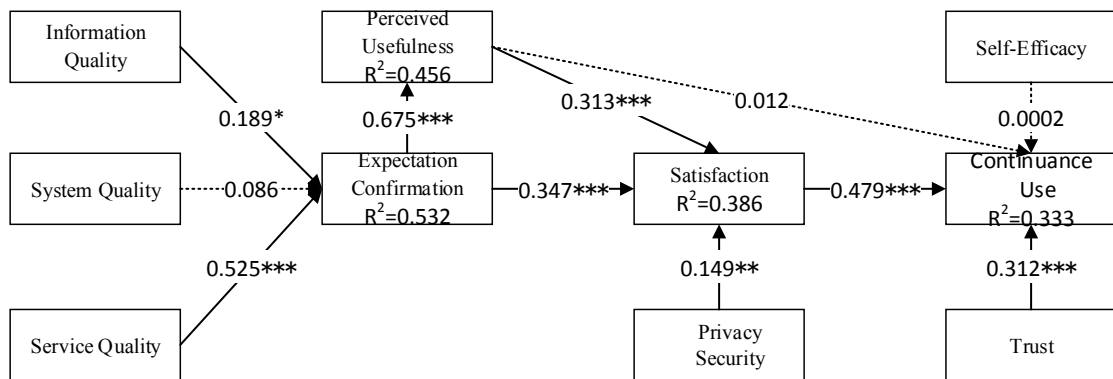 Information
Quality
Perceived
Usefulness
R²=0.456
Self-Efficacy
0.189*
0.675***
0.313***
0.012
0.0002
System Quality
0.086
Expectation
Confirmation
R²=0.532
0.347***
Satisfaction
R²=0.386
0.479***
Continuance
Use
R²=0.333
0.525***
0.149**
0.312***
Service Quality
Privacy
Security
Trust